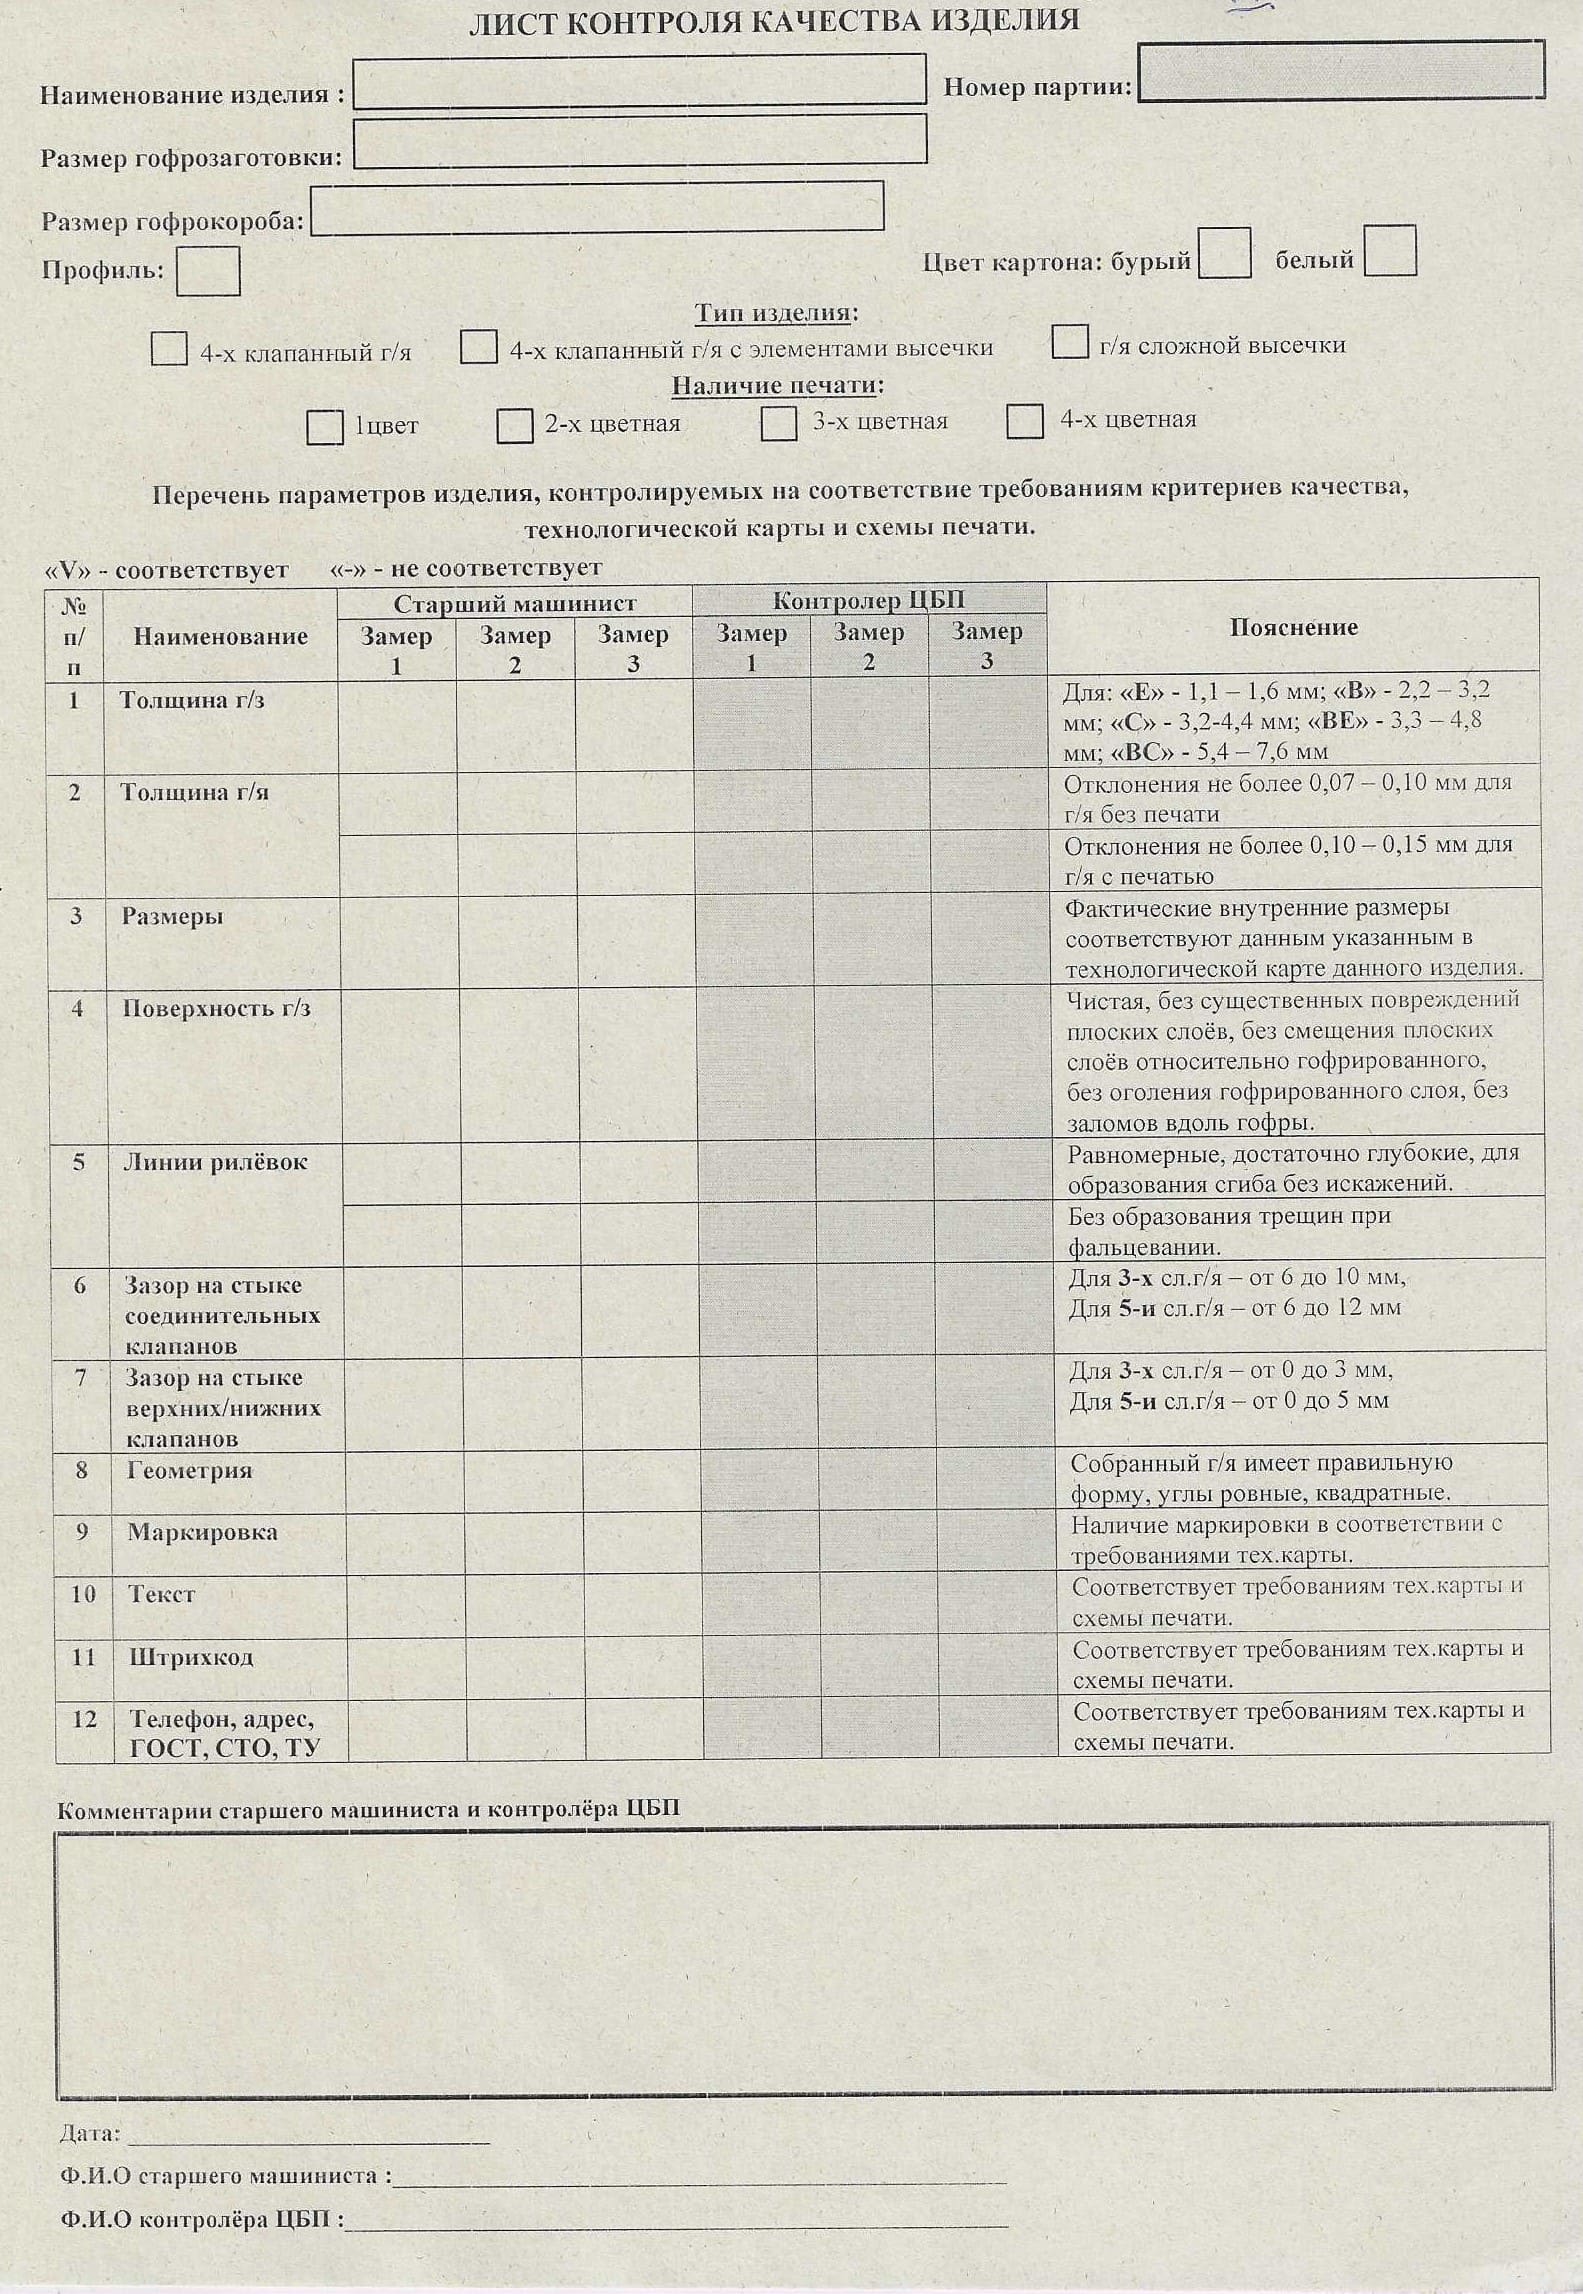 ЛИСТ КОНТРОЛЯ КАЧЕСТВА ИЗДЕЛИЯ
Наименование изделия :
Номер партии:
Размер гофрозаготовки:
Размер гофрокороба:
Профиль:
Цвет картона: бурый белый
Тип изделия:
4-х клапанный г/я 4-х клапанный г/я с элементами высечки г/я сложной высечки
Наличие печати:
1цвет 2-х цветная 3-х цветная 4-х цветная
Перечень параметров изделия, контролируемых на соответствие требованиям критериев качества,
технологической карты и схемы печати.
«V» - соответствует «-» - не соответствует
№ п/п
Наименование
Старший машинист
Контролер ЦБП
Пояснение
Замер 1
Замер 2
Замер 3
Замер 1
Замер 2
Замер 3
1 Толщина г/з
Для: «Е» - 1,1 – 1,6 мм; «В» - 2,2 – 3,2
мм; «С» - 3,2-4,4 мм; «ВЕ» - 3,3 – 4,8
мм; «ВС» - 5,4 – 7,6 мм
2 Толщина г/я
Отклонения не более 0,07 – 0,10 мм для
г/я без печати
Отклонения не более 0,10 – 0,15 мм для
г/я с печатью
3 Размеры
Фактические внутренние размеры
соответствуют данным указанным в
технологической карте данного изделия.
4 Поверхность г/з
Чистая, без существенных повреждений
плоских слоёв, без смещения плоских
слоёв относительно гофрированного,
без оголения гофрированного слоя, без
заломов вдоль гофры.
5 Линии рилёвок
Равномерные, достаточно глубокие, для
образования сгиба без искажений.
Без образования трещин при
фальцевании.
6 Зазор на стыке
соединительных
клапанов
Для 3-х сл.г/я – от 6 до 10 мм,
Для 5-и сл.г/я – от 6 до 12 мм
7 Зазор на стыке
верхних/нижних
клапанов
Для 3-х сл.г/я – от 0 до 3 мм,
Для 5-и сл.г/я – от 0 до 5 мм
8 Геометрия
Собранный г/я имеет правильную
форму, углы ровные, квадратные.
9 Маркировка
Наличие маркировки в соответствии с
требованиями тех.карты.
10 Текст
Соответствует требованиям тех.карты и
схемы печати.
11 Штрихкод
Соответствует требованиям тех.карты и
схемы печати.
12 Телефон, адрес,
ГОСТ, СТО, ТУ
Соответствует требованиям тех.карты и
схемы печати.
Комментарии старшего машиниста и контролёра ЦБП
Дата:
Ф.И.О старшего машиниста :
Ф.И.О контролёра ЦБП :